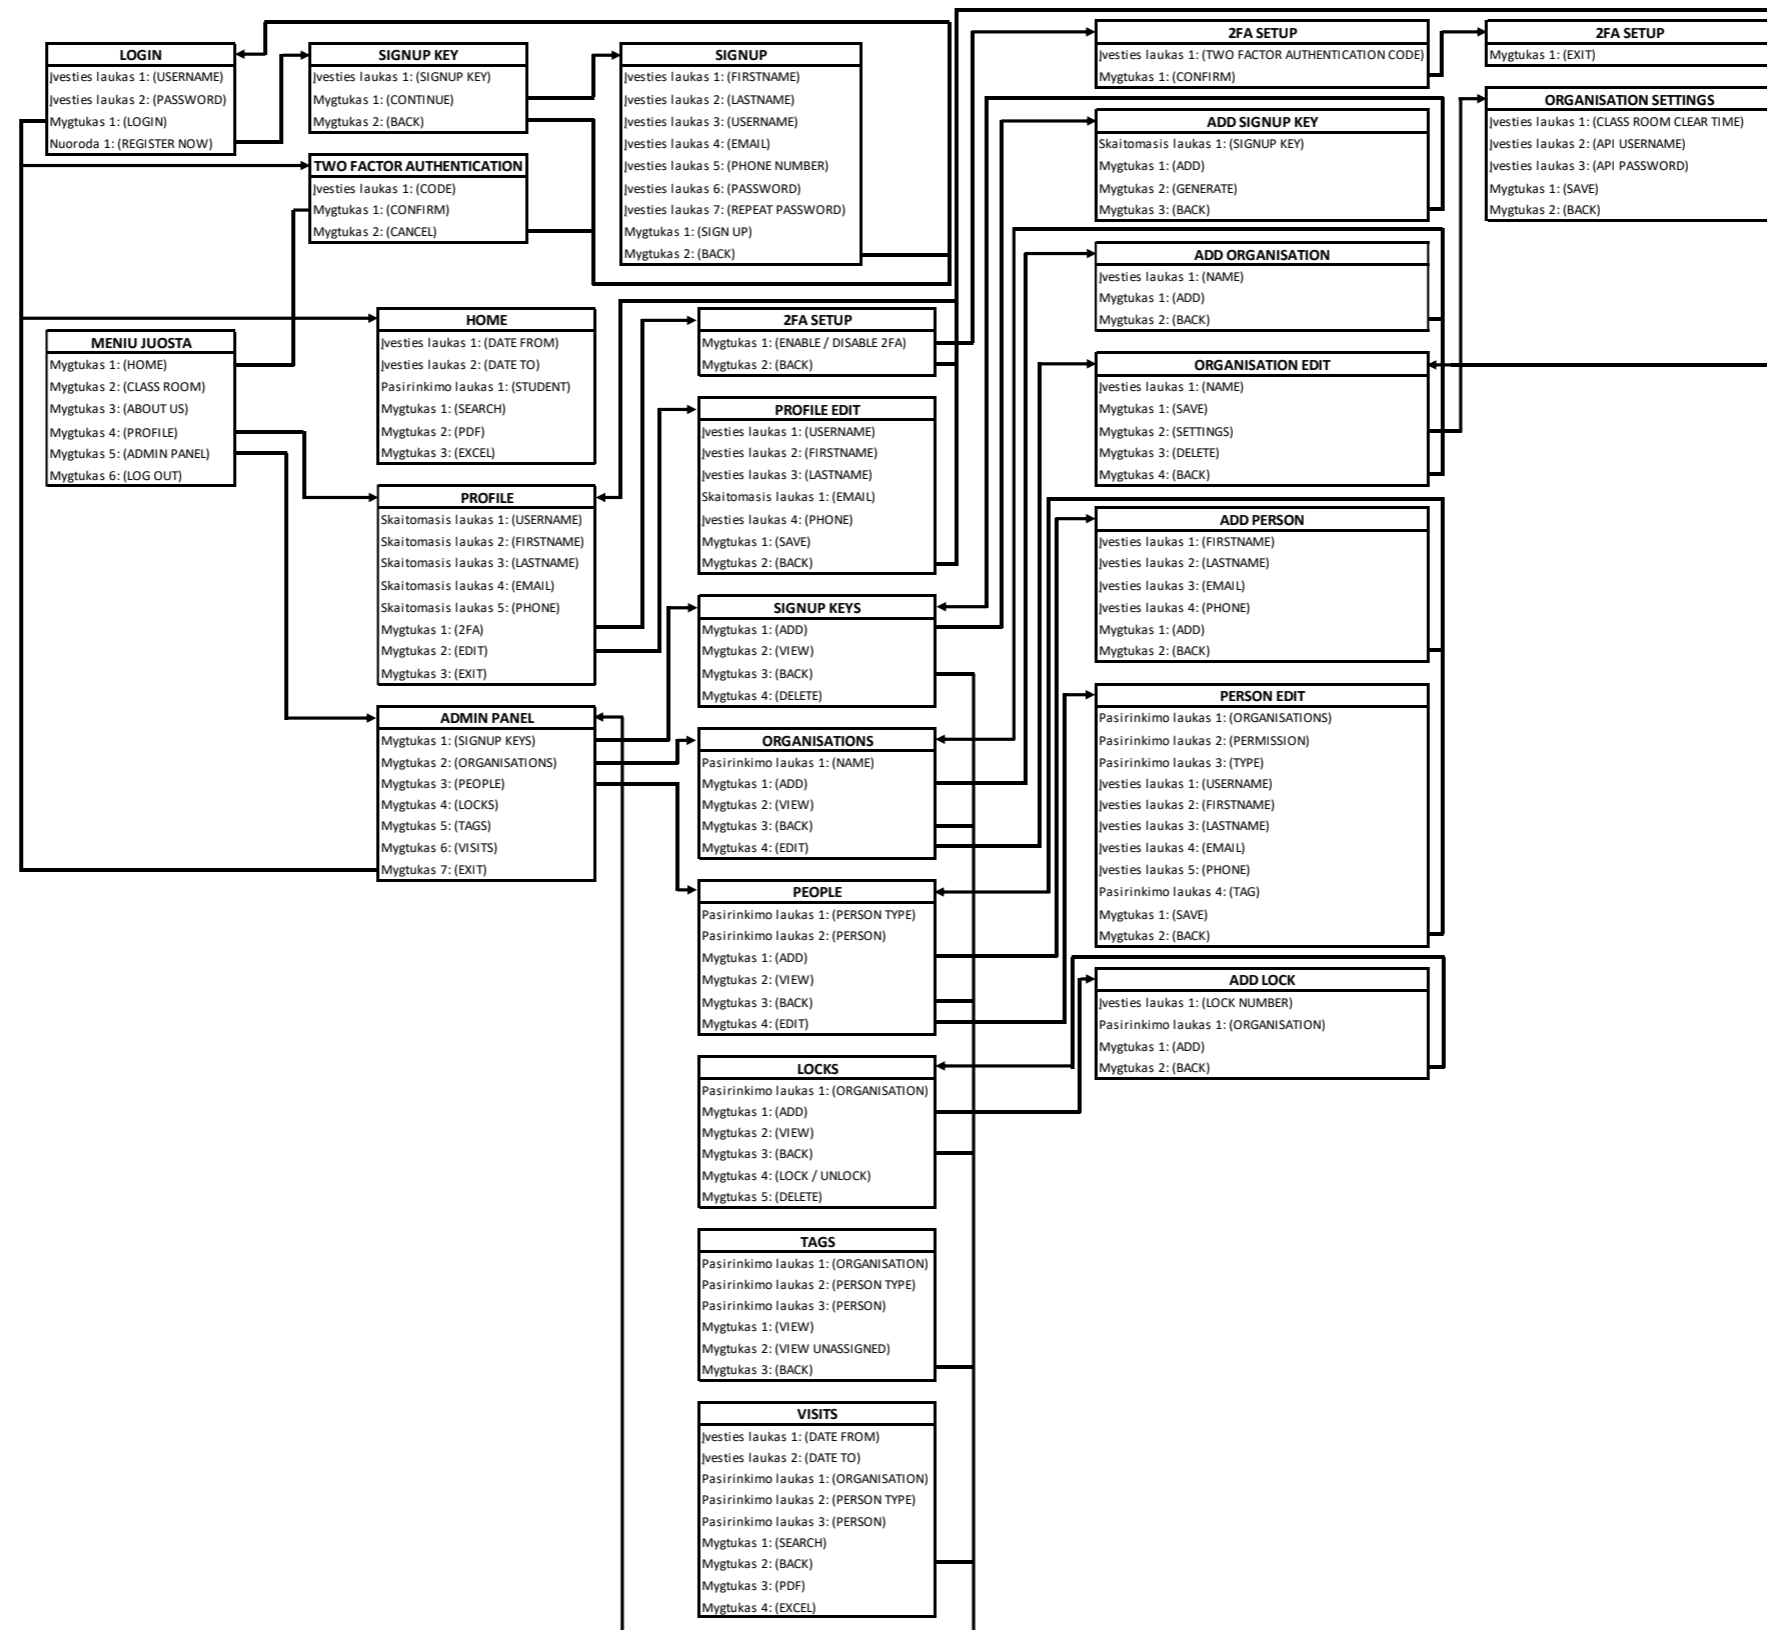 LOGIN
Įvesties laukas 1: (USERNAME)
Įvesties laukas 2: (PASSWORD)
Mygtukas 1: (LOGIN)
Nuoroda 1: (REGISTER NOW)
SIGNUP KEY
Įvesties laukas 1: (SIGNUP KEY)
Mygtukas 1: (CONTINUE)
Mygtukas 2: (BACK)
TWO FACTOR AUTHENTICATION
Įvesties laukas 1: (CODE)
Mygtukas 1: (CONFIRM)
Mygtukas 2: (CANCEL)
SIGNUP
Įvesties laukas 1: (FIRSTNAME)
Įvesties laukas 2: (LASTNAME)
Įvesties laukas 3: (USERNAME)
Įvesties laukas 4: (EMAIL)
Įvesties laukas 5: (PHONE NUMBER)
Įvesties laukas 6: (PASSWORD)
Įvesties laukas 7: (REPEAT PASSWORD)
Mygtukas 1: (SIGN UP)
Mygtukas 2: (BACK)
MENIU JUOSTA
Mygtukas 1: (HOME)
Mygtukas 2: (CLASS ROOM)
Mygtukas 3: (ABOUT US)
Mygtukas 4: (PROFILE)
Mygtukas 5: (ADMIN PANEL)
Mygtukas 6: (LOG OUT)
HOME
Įvesties laukas 1: (DATE FROM)
Įvesties laukas 2: (DATE TO)
Pasirinkimo laukas 1: (STUDENT)
Mygtukas 1: (SEARCH)
Mygtukas 2: (PDF)
Mygtukas 3: (EXCEL)
PROFILE
Skaitomasis laukas 1: (USERNAME)
Skaitomasis laukas 2: (FIRSTNAME)
Skaitomasis laukas 3: (LASTNAME)
Skaitomasis laukas 4: (EMAIL)
Skaitomasis laukas 5: (PHONE)
Mygtukas 1: (2FA)
Mygtukas 2: (EDIT)
Mygtukas 3: (EXIT)
ADMIN PANEL
Mygtukas 1: (SIGNUP KEYS)
Mygtukas 2: (ORGANISATIONS)
Mygtukas 3: (PEOPLE)
Mygtukas 4: (LOCKS)
Mygtukas 5: (TAGS)
Mygtukas 6: (VISITS)
Mygtukas 7: (EXIT)
2FA SETUP
Mygtukas 1: (ENABLE / DISABLE 2FA)
Mygtukas 2: (BACK)
PROFILE EDIT
Įvesties laukas 1: (USERNAME)
Įvesties laukas 2: (FIRSTNAME)
Įvesties laukas 3: (LASTNAME)
Skaitomasis laukas 1: (EMAIL)
Įvesties laukas 4: (PHONE)
Mygtukas 1: (SAVE)
Mygtukas 2: (BACK)
SIGNUP KEYS
Mygtukas 1: (ADD)
Mygtukas 2: (VIEW)
Mygtukas 3: (BACK)
Mygtukas 4: (DELETE)
ORGANISATIONS
Pasirinkimo laukas 1: (NAME)
Mygtukas 1: (ADD)
Mygtukas 2: (VIEW)
Mygtukas 3: (BACK)
Mygtukas 4: (EDIT)
PEOPLE
Pasirinkimo laukas 1: (PERSON TYPE)
Pasirinkimo laukas 2: (PERSON)
Mygtukas 1: (ADD)
Mygtukas 2: (VIEW)
Mygtukas 3: (BACK)
Mygtukas 4: (EDIT)
LOCKS
Pasirinkimo laukas 1: (ORGANISATION)
Mygtukas 1: (ADD)
Mygtukas 2: (VIEW)
Mygtukas 3: (BACK)
Mygtukas 4: (LOCK / UNLOCK)
Mygtukas 5: (DELETE)
TAGS
Pasirinkimo laukas 1: (ORGANISATION)
Pasirinkimo laukas 2: (PERSON TYPE)
Pasirinkimo laukas 3: (PERSON)
Mygtukas 1: (VIEW)
Mygtukas 2: (VIEW UNASSIGNED)
Mygtukas 3: (BACK)
VISITS
Įvesties laukas 1: (DATE FROM)
Įvesties laukas 2: (DATE TO)
Pasirinkimo laukas 1: (ORGANISATION)
Pasirinkimo laukas 2: (PERSON TYPE)
Pasirinkimo laukas 3: (PERSON)
Mygtukas 1: (SEARCH)
Mygtukas 2: (BACK)
Mygtukas 3: (PDF)
Mygtukas 4: (EXCEL)
2FA SETUP
Įvesties laukas 1: (TWO FACTOR AUTHENTICATION CODE)
Mygtukas 1: (CONFIRM)
ADD SIGNUP KEY
Skaitomasis laukas 1: (SIGNUP KEY)
Mygtukas 1: (ADD)
Mygtukas 2: (GENERATE)
Mygtukas 3: (BACK)
ADD ORGANISATION
Įvesties laukas 1: (NAME)
Mygtukas 1: (ADD)
Mygtukas 2: (BACK)
ORGANISATION EDIT
Įvesties laukas 1: (NAME)
Mygtukas 1: (SAVE)
Mygtukas 2: (SETTINGS)
Mygtukas 3: (DELETE)
Mygtukas 4: (BACK)
ADD PERSON
Įvesties laukas 1: (FIRSTNAME)
Įvesties laukas 2: (LASTNAME)
Įvesties laukas 3: (EMAIL)
Įvesties laukas 4: (PHONE)
Mygtukas 1: (ADD)
Mygtukas 2: (BACK)
PERSON EDIT
Pasirinkimo laukas 1: (ORGANISATIONS)
Pasirinkimo laukas 2: (PERMISSION)
Pasirinkimo laukas 3: (TYPE)
Įvesties laukas 1: (USERNAME)
Įvesties laukas 2: (FIRSTNAME)
Įvesties laukas 3: (LASTNAME)
Įvesties laukas 4: (EMAIL)
Įvesties laukas 5: (PHONE)
Pasirinkimo laukas 4: (TAG)
Mygtukas 1: (SAVE)
Mygtukas 2: (BACK)
ADD LOCK
Įvesties laukas 1: (LOCK NUMBER)
Pasirinkimo laukas 1: (ORGANISATION)
Mygtukas 1: (ADD)
Mygtukas 2: (BACK)
2FA SETUP
Mygtukas 1: (EXIT)
ORGANISATION SETTINGS
Įvesties laukas 1: (CLASS ROOM CLEAR TIME)
Įvesties laukas 2: (API USERNAME)
Įvesties laukas 3: (API PASSWORD)
Mygtukas 1: (SAVE)
Mygtukas 2: (BACK)